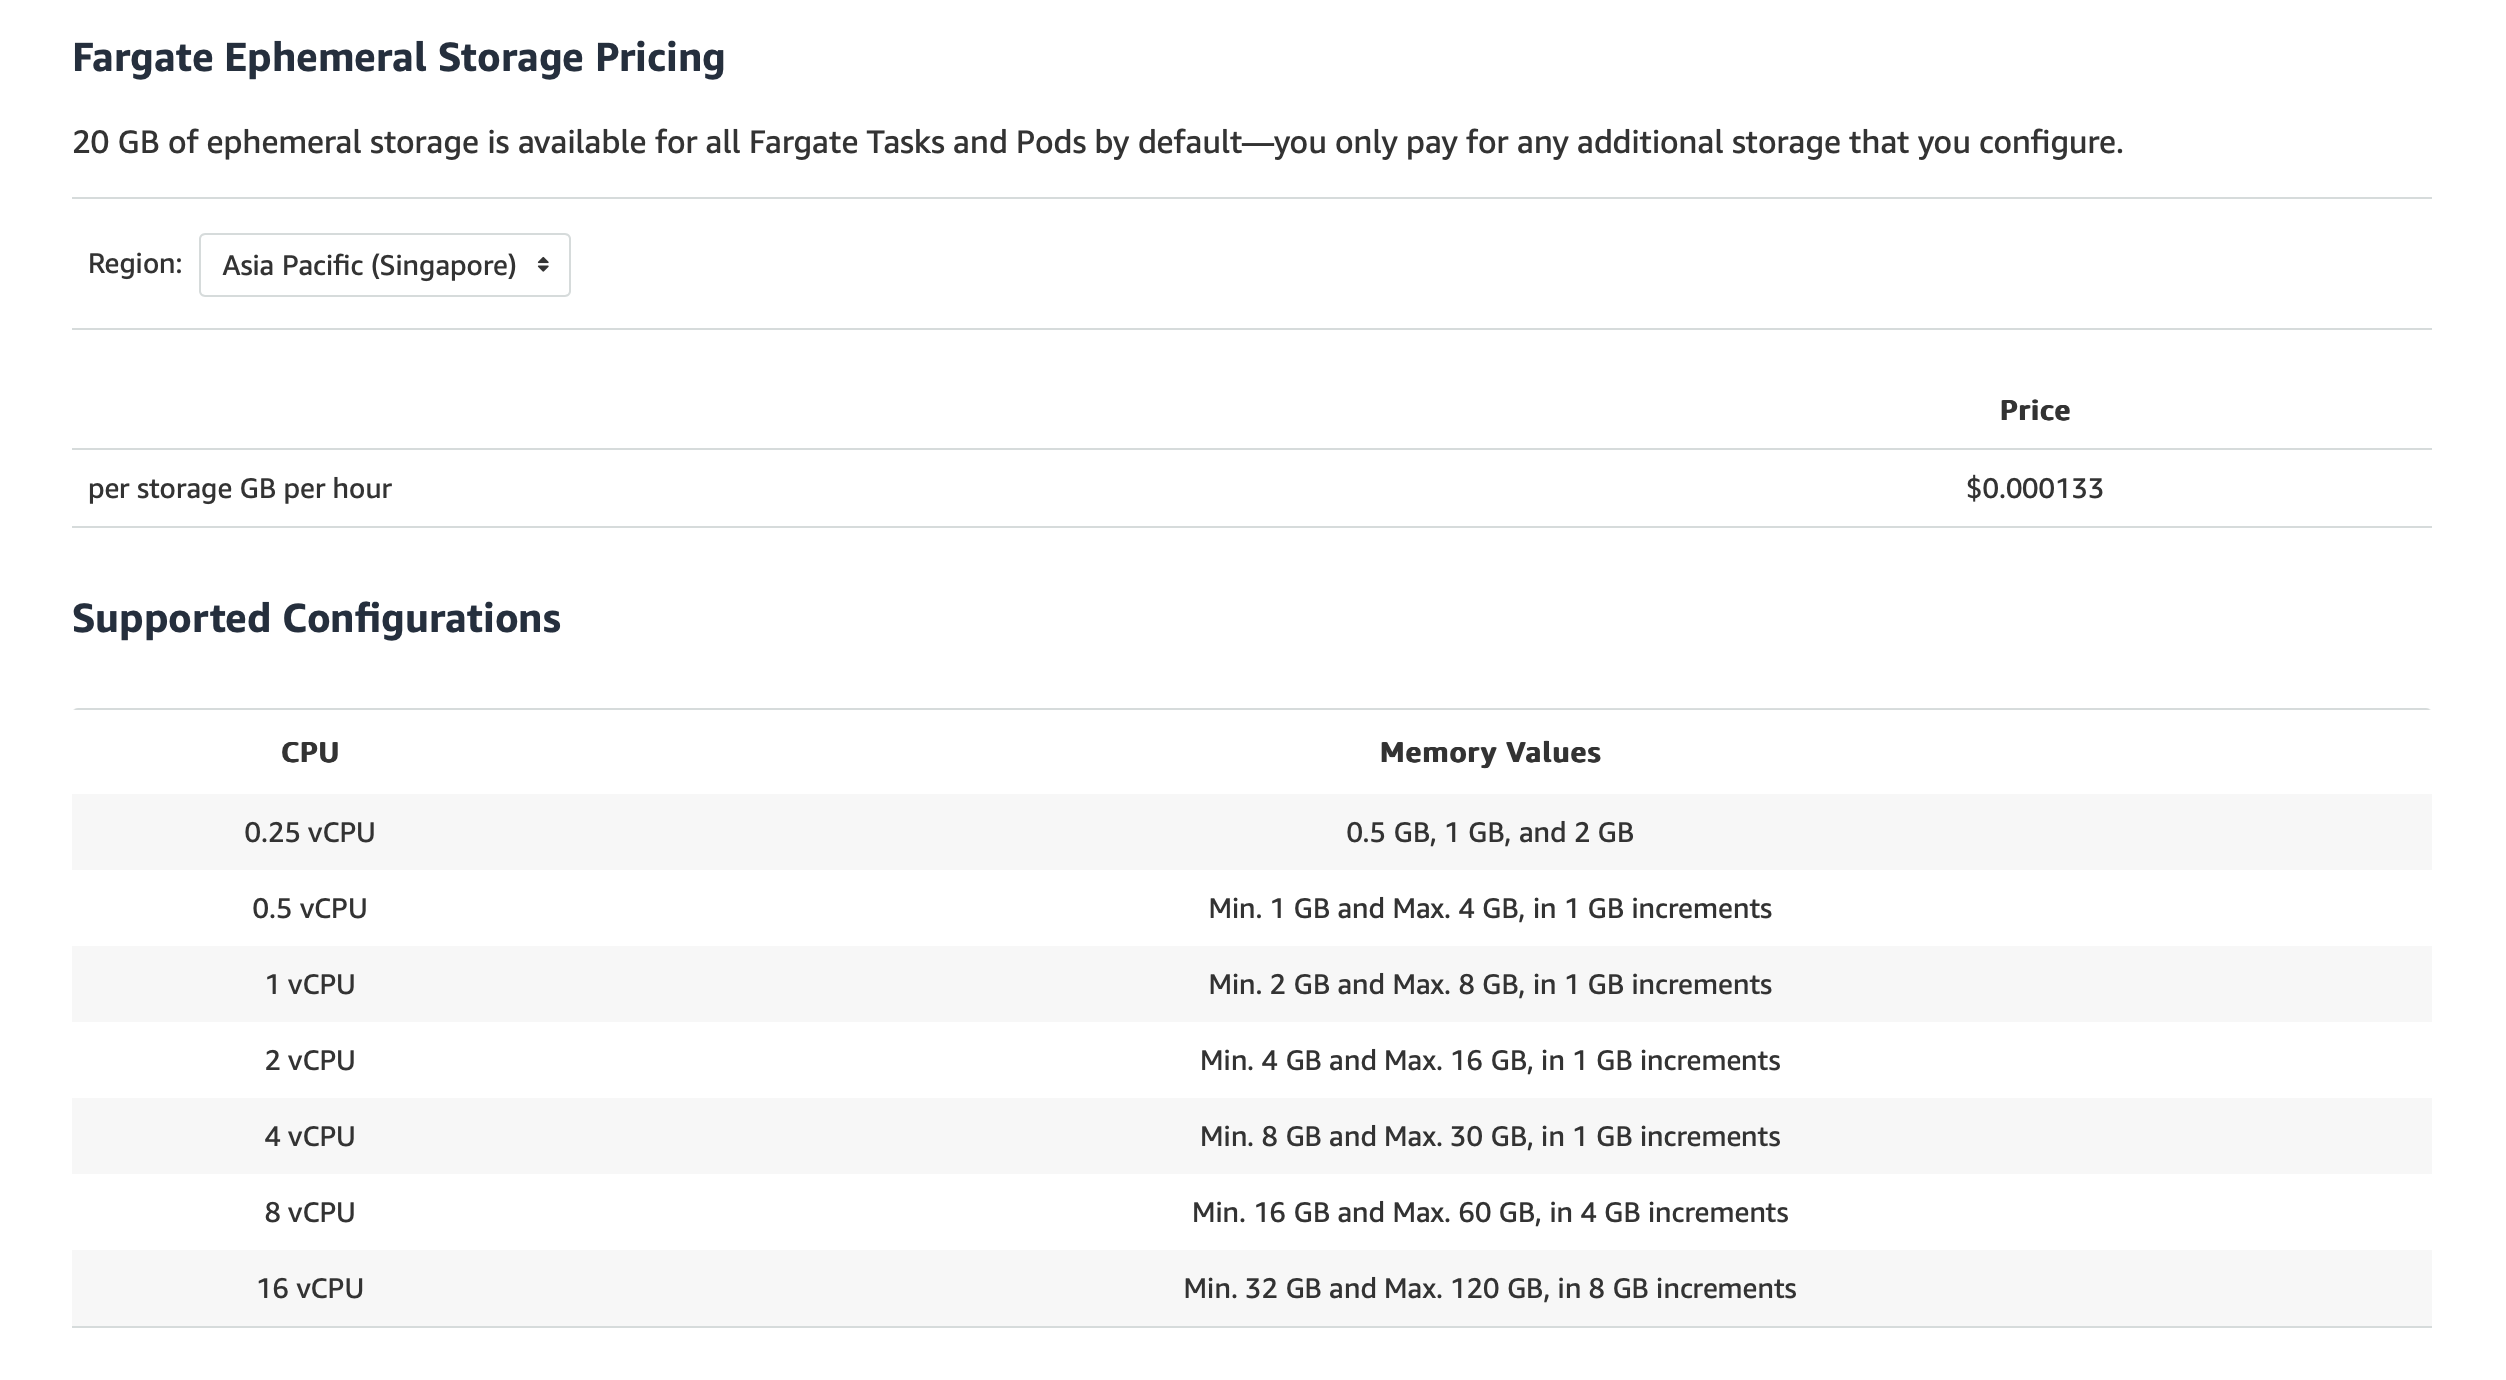 Fargate Ephemeral Storage Pricing
20 GB of ephemeral storage is available for all Fargate Tasks and Pods by default—you only pay for any additional storage that you configure.
Region: Asia Pacific (Singapore)
Price
per storage GB per hour $0.000133
Supported Configurations
CPU Memory Values
0.25 vCPU 0.5 GB, 1 GB, and 2 GB
0.5 vCPU Min. 1 GB and Max. 4 GB, in 1 GB increments
1 vCPU Min. 2 GB and Max. 8 GB, in 1 GB increments
2 vCPU Min. 4 GB and Max. 16 GB, in 1 GB increments
4 vCPU Min. 8 GB and Max. 30 GB, in 1 GB increments
8 vCPU Min. 16 GB and Max. 60 GB, in 4 GB increments
16 vCPU Min. 32 GB and Max. 120 GB, in 8 GB increments